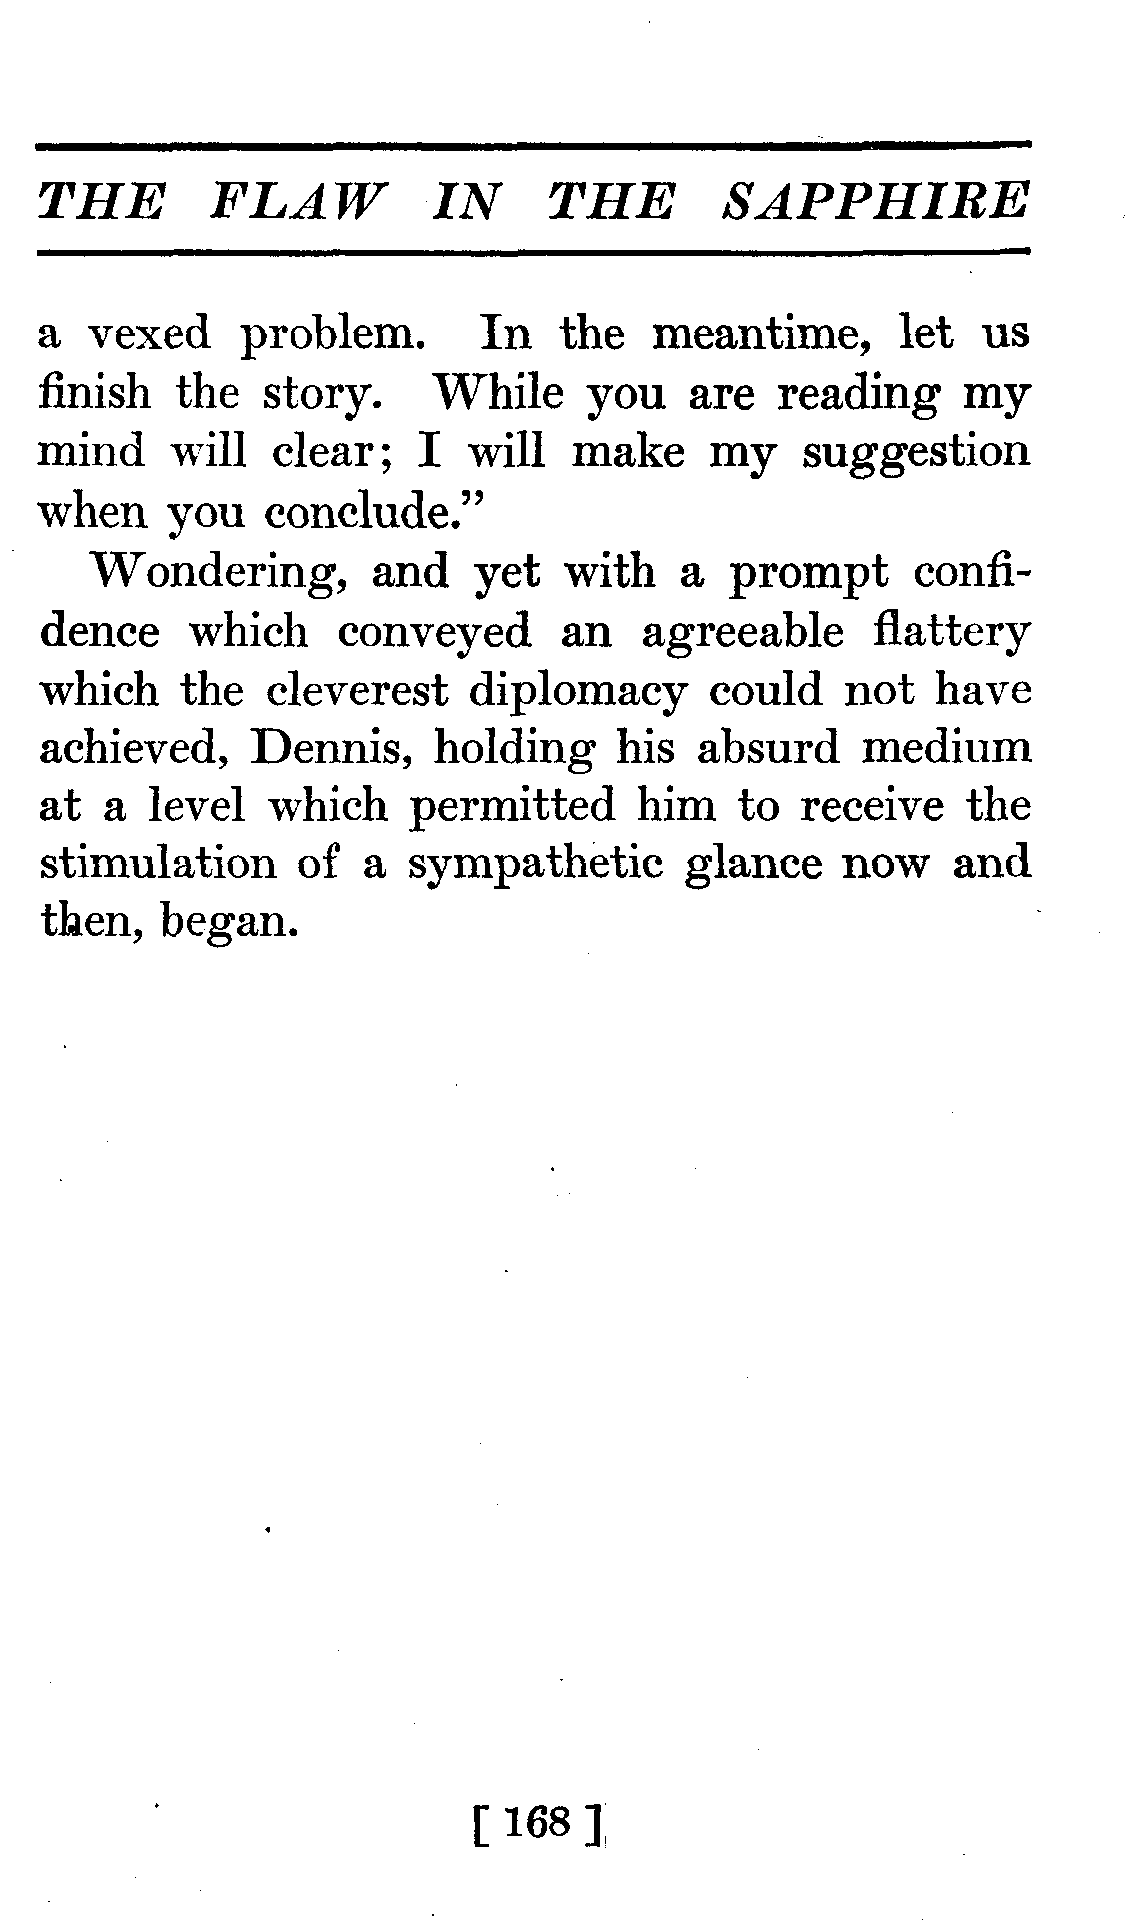 THE FLAW IN THE SAPPHIRE
a vexed problem. In the meantime, let us
finish the story. While you are reading my
mind will clear; I will make my suggestion
when you conclude.”
Wondering, and yet with a prompt confi-
dence which conveyed an agreeable flattery
which the cleverest diplomacy could not have
achieved, Dennis, holding his absurd medium
at a level which permitted him to receive the
stimulation of a sympathetic glance now and
then, began.
[ 168 ]